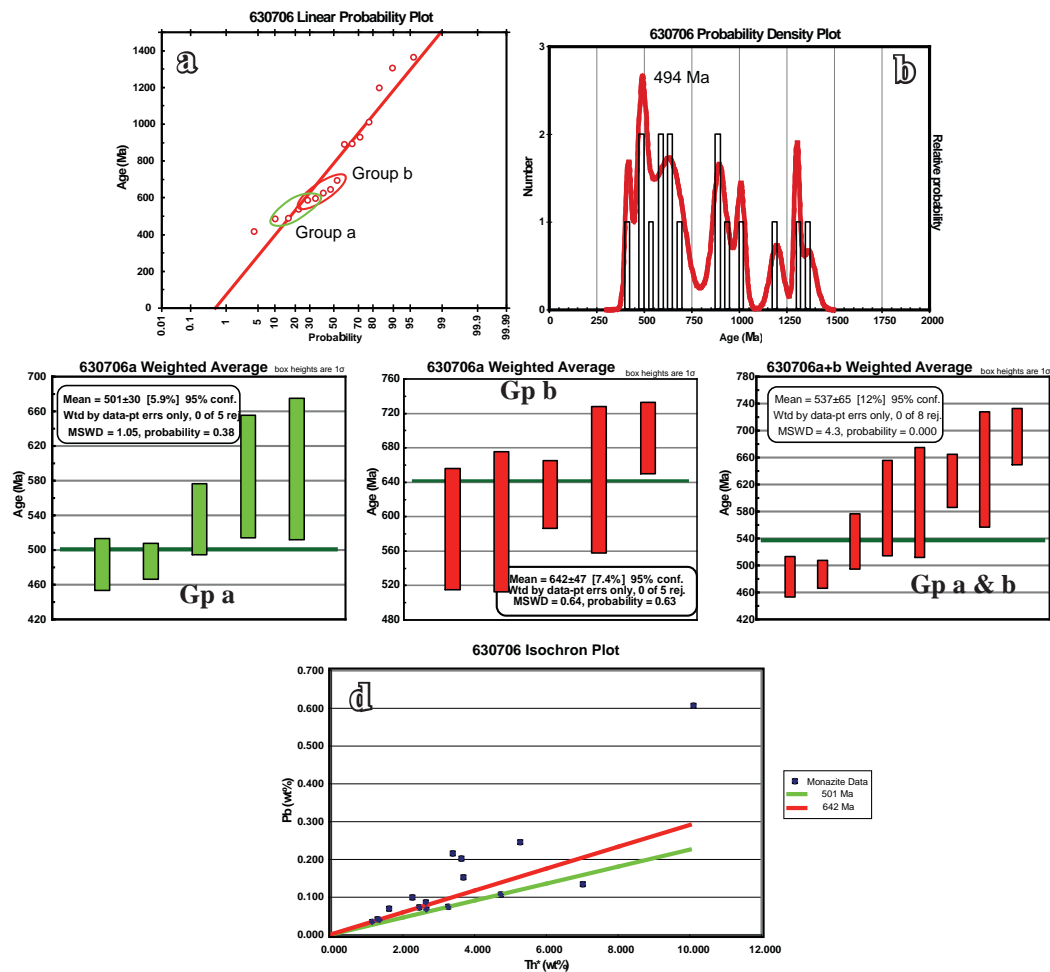 630706 Linear Probability Plot
a
Age (Ma)
1400
1200
1000
800
600
400
200
0
Group b
Group a
0.01
0.1
1
5
10
20
30
50
70
80
90
95
99
99.9
99.99
Probability
630706 Probability Density Plot
b
494 Ma
Number
3
2
1
0
Relative probability
0 250 500 750 1000 1250 1500 1750 2000
Age (Ma)
630706a Weighted Average box heights are 1σ
Mean = 501±30 [5.9%] 95% conf.
Wtd by data-pt errs only, 0 of 5 rej.
MSWD = 1.05, probability = 0.38
Age (Ma)
700
660
620
580
540
500
460
420
Gp a
630706a Weighted Average box heights are 1σ
Gp b
Age (Ma)
760
720
680
640
600
560
520
480
Mean = 642±47 [7.4%] 95% conf.
Wtd by data-pt errs only, 0 of 5 rej.
MSWD = 0.64, probability = 0.63
630706a+b Weighted Average box heights are 1σ
Mean = 537±65 [12%] 95% conf.
Wtd by data-pt errs only, 0 of 8 rej.
MSWD = 4.3, probability = 0.000
Age (Ma)
780
740
700
660
620
580
540
500
460
420
Gp a & b
630706 Isochron Plot
d
Pb (wt%)
0.700
0.600
0.500
0.400
0.300
0.200
0.100
0.000
0.000 2.000 4.000 6.000 8.000 10.000 12.000
Th* (wt%)
Monazite Data
501 Ma
642 Ma